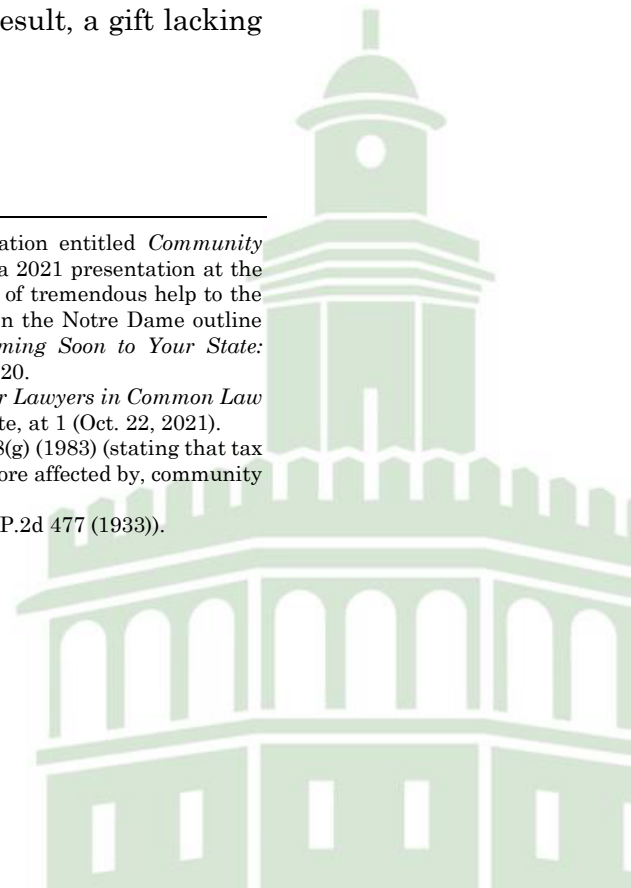 esult, a gift lacking
ation entitled Community
a 2021 presentation at the
of tremendous help to the
n the Notre Dame outline
ming Soon to Your State:
20.
r Lawyers in Common Law
te, at 1 (Oct. 22, 2021).
8(g) (1983) (stating that tax
ore affected by, community
P.2d 477 (1933)).